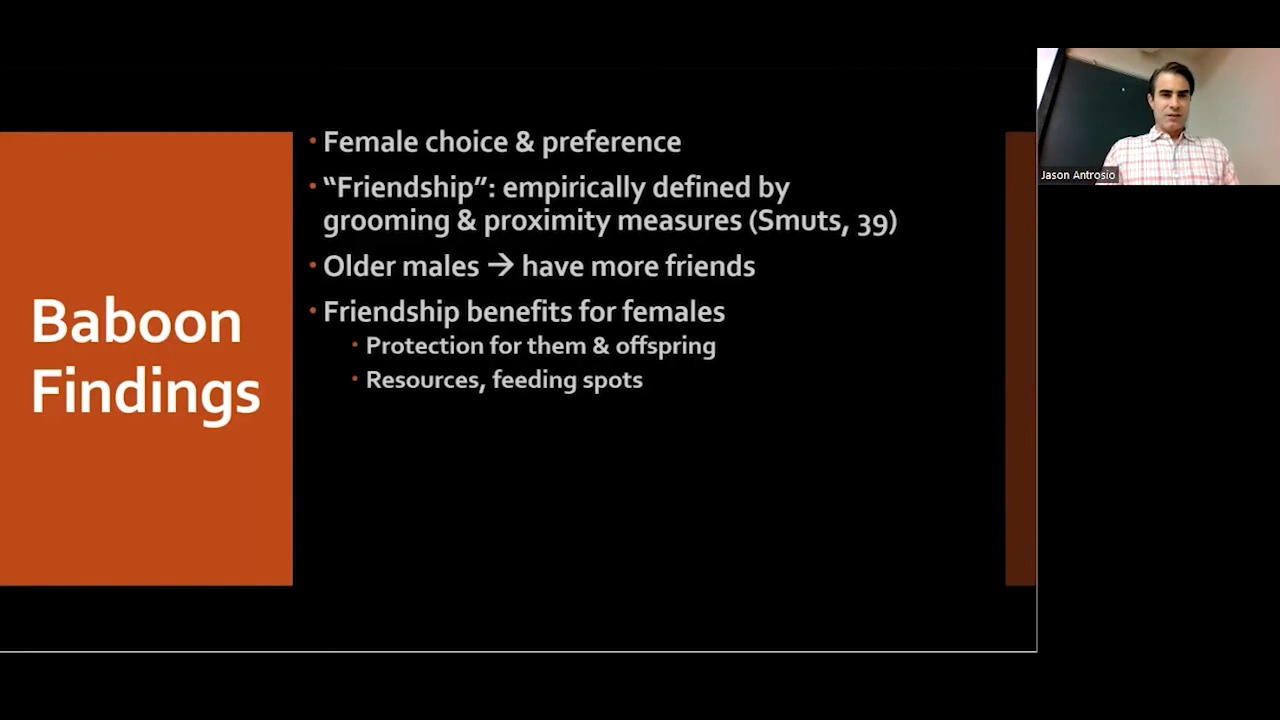 Baboon
Findings
• Female choice & preference
• “Friendship”: empirically defined by
grooming & proximity measures (Smuts, 39)
• Older males → have more friends
• Friendship benefits for females
• Protection for them & offspring
• Resources, feeding spots
Jason Antrosio